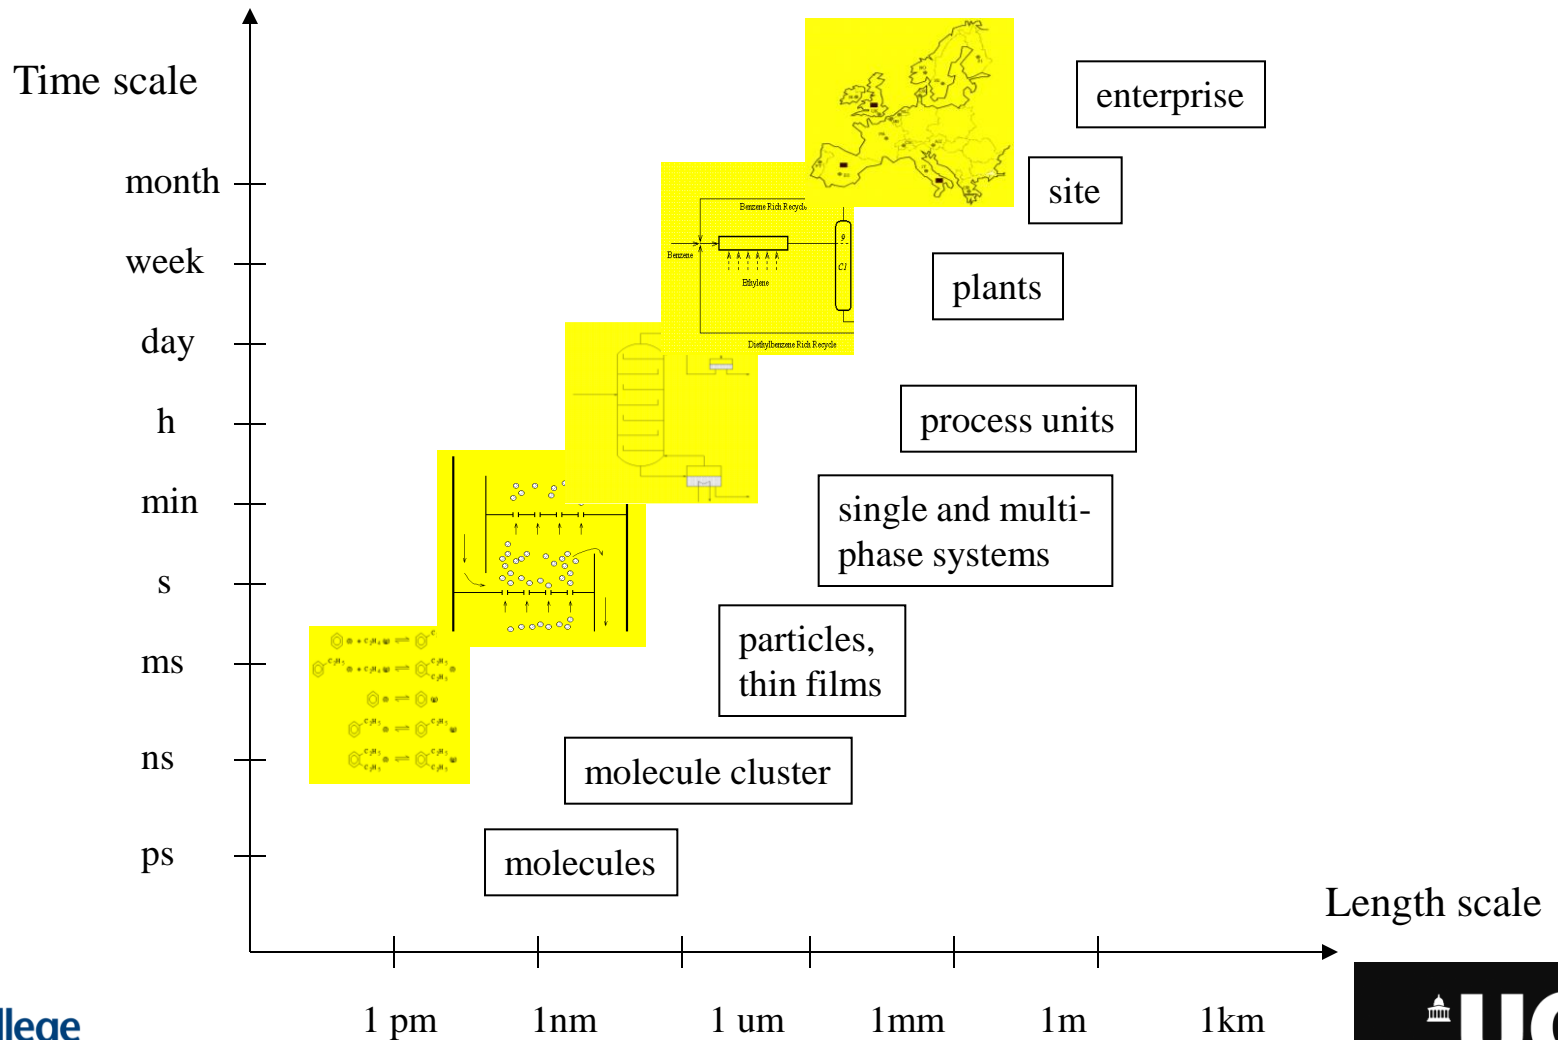 Time scale
enterprise
month
site
Benzene Rich Recycle
week
Benzene
9
C1
plants
Ethylene
day
Diethylbenzene Rich Recycle
h
process units
min
single and multi-
phase systems
s
particles,
thin films
ms
ns
molecule cluster
ps
molecules
Length scale
1 pm
1nm
1 um
1mm
1m
1km
llege